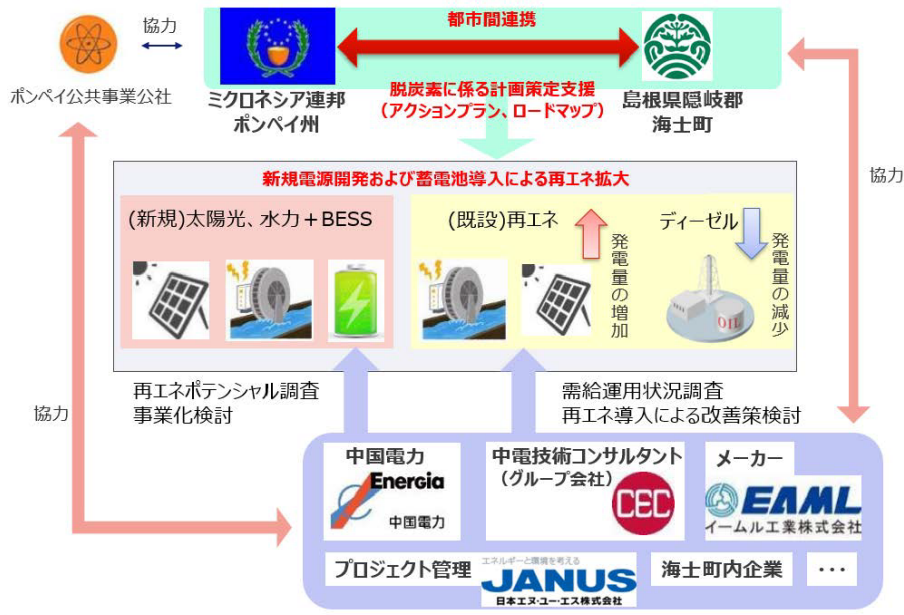 協力
都市間連携
ポンペイ公共事業公社
ミクロネシア連邦
ポンペイ州
脱炭素に係る計画策定支援
（アクションプラン、ロードマップ）
島根県隠岐郡
海士町
協力
新規電源開発および蓄電池導入による再エネ拡大
(新規)太陽光、水力＋BESS
(既設)再エネ
発電量の増加
ディーゼル
発電量の減少
OIL
再エネポテンシャル調査
事業化検討
需給運用状況調査
再エネ導入による改善策検討
協力
中国電力
Energia
中国電力
中電技術コンサルタント
（グループ会社）
CEC
メーカー
EAML
イームル工業株式会社
プロジェクト管理
エネルギーと環境を考える
JANUS
日本エヌ･ユー･エス株式会社
海士町内企業
･･･